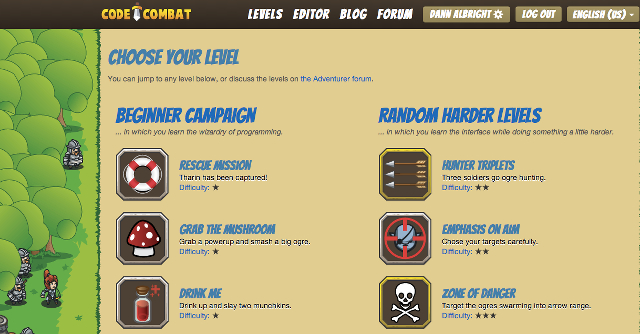 CODE COMBAT
LEVELS EDITOR BLOG FORUM DANN ALBRIGHT LOG OUT ENGLISH (US)
CHOOSE YOUR LEVEL
You can jump to any level below, or discuss the levels on the Adventurer forum.
BEGINNER CAMPAIGN
... in which you learn the wizardry of programming.
RESCUE MISSION
Tharin has been captured!
Difficulty: ★
GRAB THE MUSHROOM
Grab a powerup and smash a big ogre.
Difficulty: ★
DRINK ME
Drink up and slay two munchkins.
Difficulty: ★
RANDOM HARDER LEVELS
... in which you learn the interface while doing something a little harder.
HUNTER TRIPLETS
Three soldiers go ogre hunting.
Difficulty: ★★
EMPHASIS ON AIM
Chose your targets carefully.
Difficulty: ★★
ZONE OF DANGER
Target the ogres swarming into arrow range.
Difficulty: ★★★